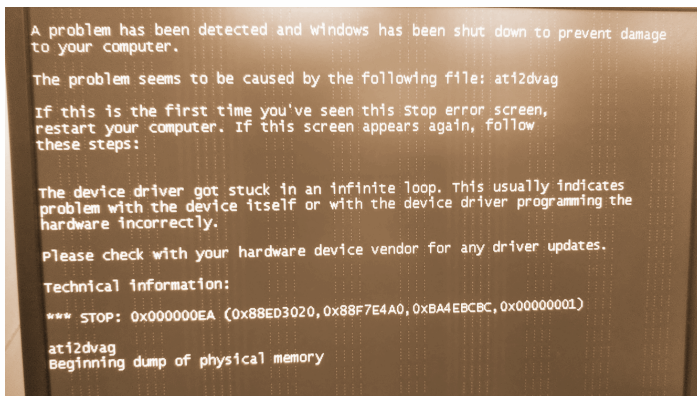 A problem has been detected and Windows has been shut down to prevent damage
to your computer.
The problem seems to be caused by the following file: ati2dvag
If this is the first time you've seen this Stop error screen,
restart your computer. If this screen appears again, follow
these steps:
The device driver got stuck in an infinite loop. This usually indicates
problem with the device itself or with the device driver programming the
hardware incorrectly.
Please check with your hardware device vendor for any driver updates.
Technical information:
*** STOP: 0x000000EA (0x88ED3020,0x88F7E4A0,0xBA4EBCBC,0x00000001)
ati2dvag
Beginning dump of physical memory